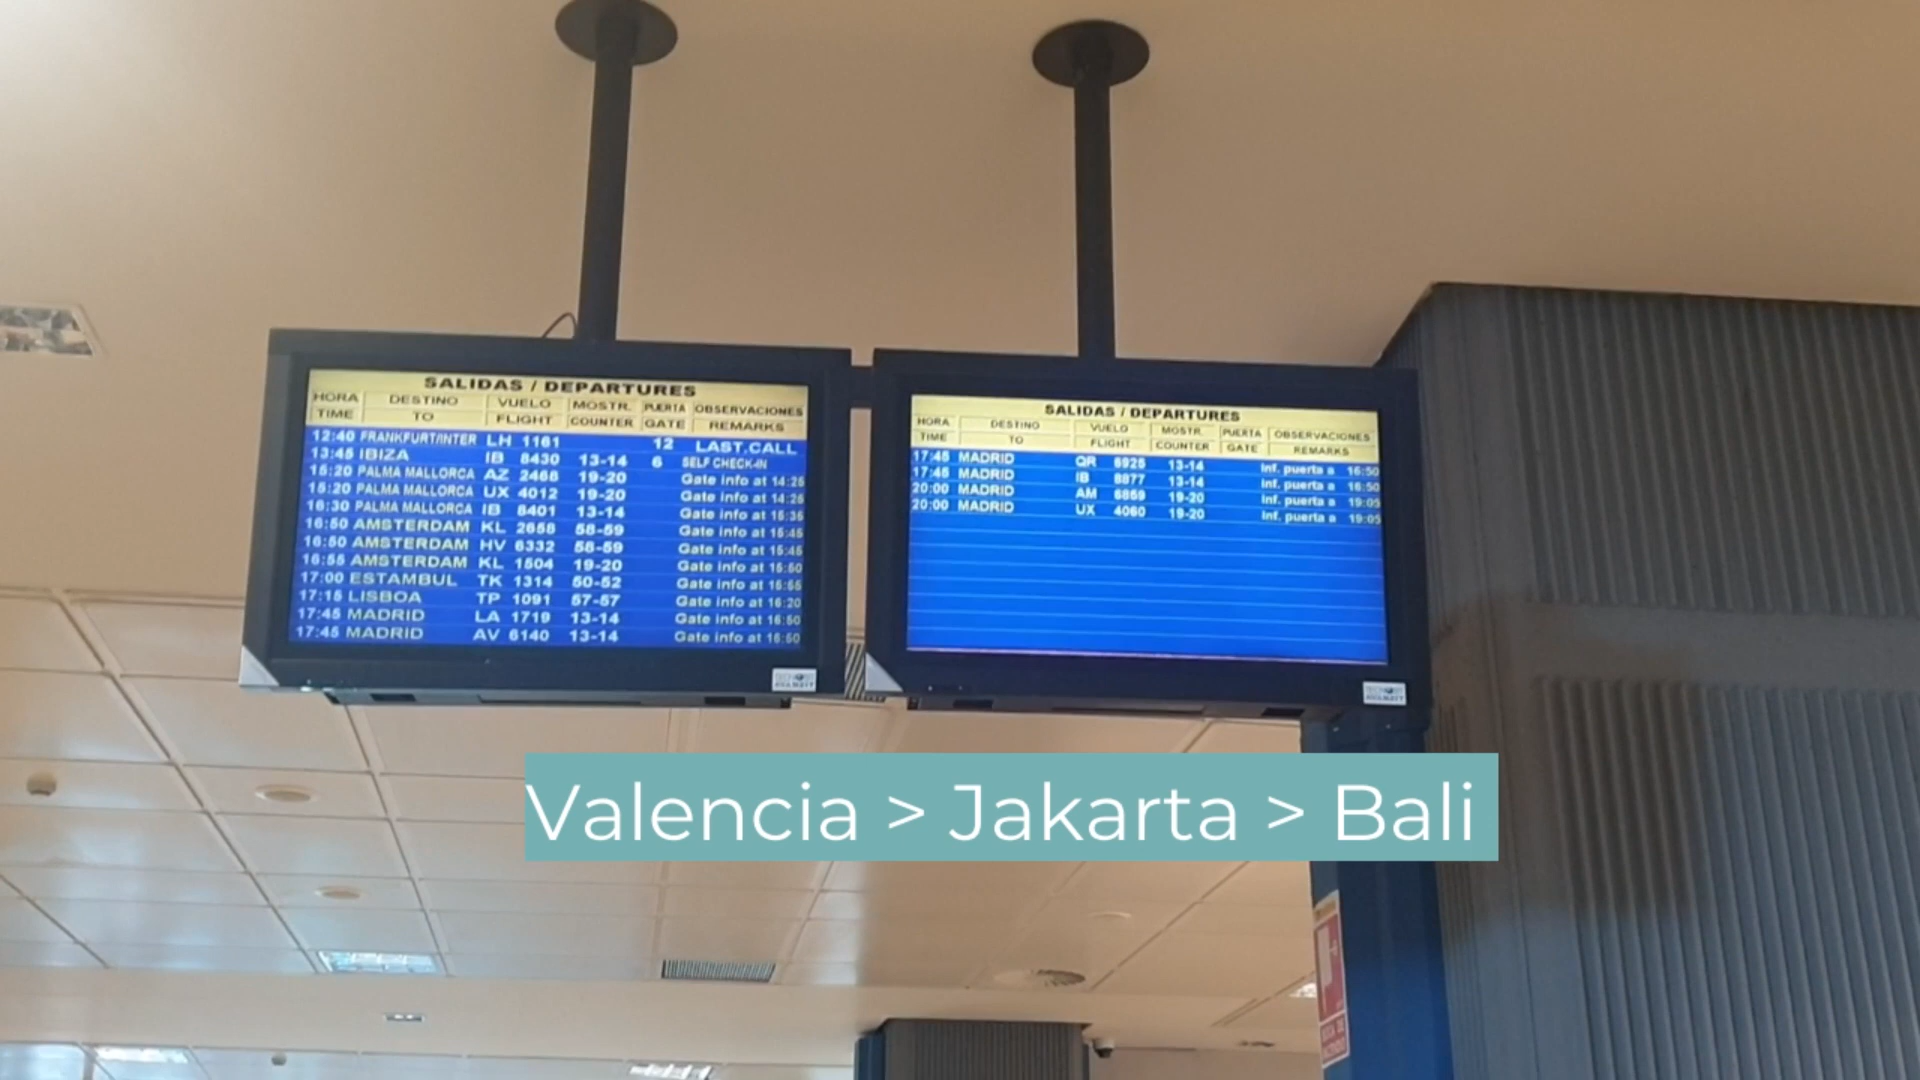 SALIDAS / DEPARTURES
HORA DESTINO VUELO MOSTR. PUERTA OBSERVACIONES
TIME TO FLIGHT COUNTER GATE REMARKS
12:40 FRANKFURT/INTER LH 1161 12 LAST.CALL
13:45 IBIZA IB 8430 13-14 6 SELF CHECK-IN
15:20 PALMA MALLORCA AZ 2468 19-20 Gate info at 14:25
15:20 PALMA MALLORCA UX 4012 19-20 Gate info at 14:25
16:30 PALMA MALLORCA IB 8401 13-14 Gate info at 15:35
16:50 AMSTERDAM KL 2658 58-59 Gate info at 15:45
16:50 AMSTERDAM HV 6332 58-59 Gate info at 15:45
16:55 AMSTERDAM KL 1504 19-20 Gate info at 15:50
17:00 ESTAMBUL TK 1314 50-52 Gate info at 15:55
17:15 LISBOA TP 1091 57-57 Gate info at 16:20
17:45 MADRID LA 1719 13-14 Gate info at 16:50
17:45 MADRID AV 6140 13-14 Gate info at 16:50
SALIDAS / DEPARTURES
HORA DESTINO VUELO MOSTR. PUERTA OBSERVACIONES
TIME TO FLIGHT COUNTER GATE REMARKS
17:45 MADRID QR 6925 13-14 Inf. puerta a 16:50
17:45 MADRID IB 8877 13-14 Inf. puerta a 16:50
20:00 MADRID AM 6859 19-20 Inf. puerta a 19:05
20:00 MADRID UX 4060 19-20 Inf. puerta a 19:05
Valencia > Jakarta > Bali